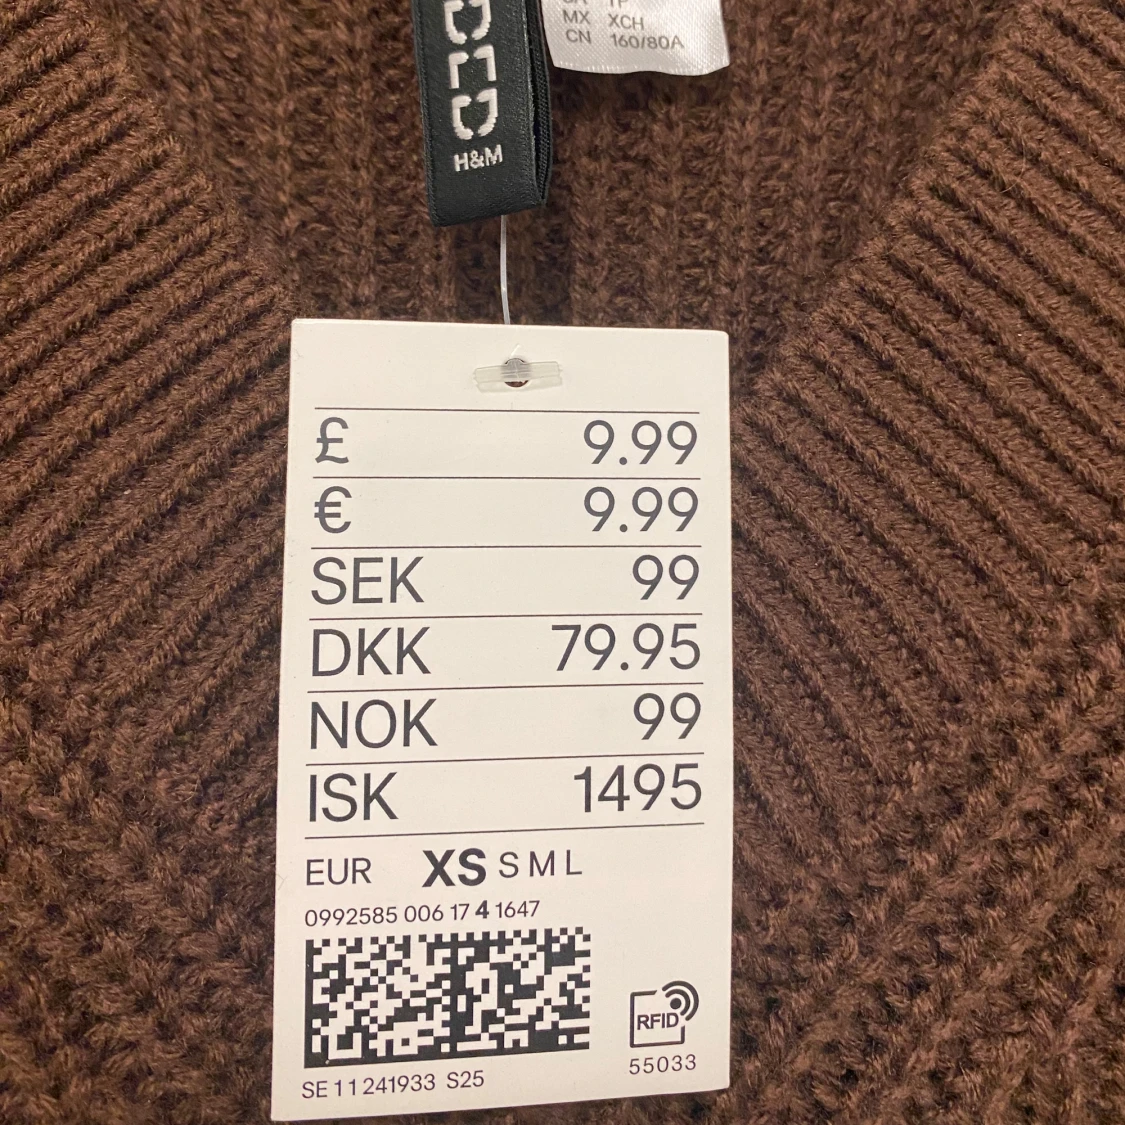 H&M
MX XCH
CN 160/80A
£ 9.99
€ 9.99
SEK 99
DKK 79.95
NOK 99
ISK 1495
EUR XS S M L
0992585 006 17 4 1647
RFID
55033
SE 11 241933 S25